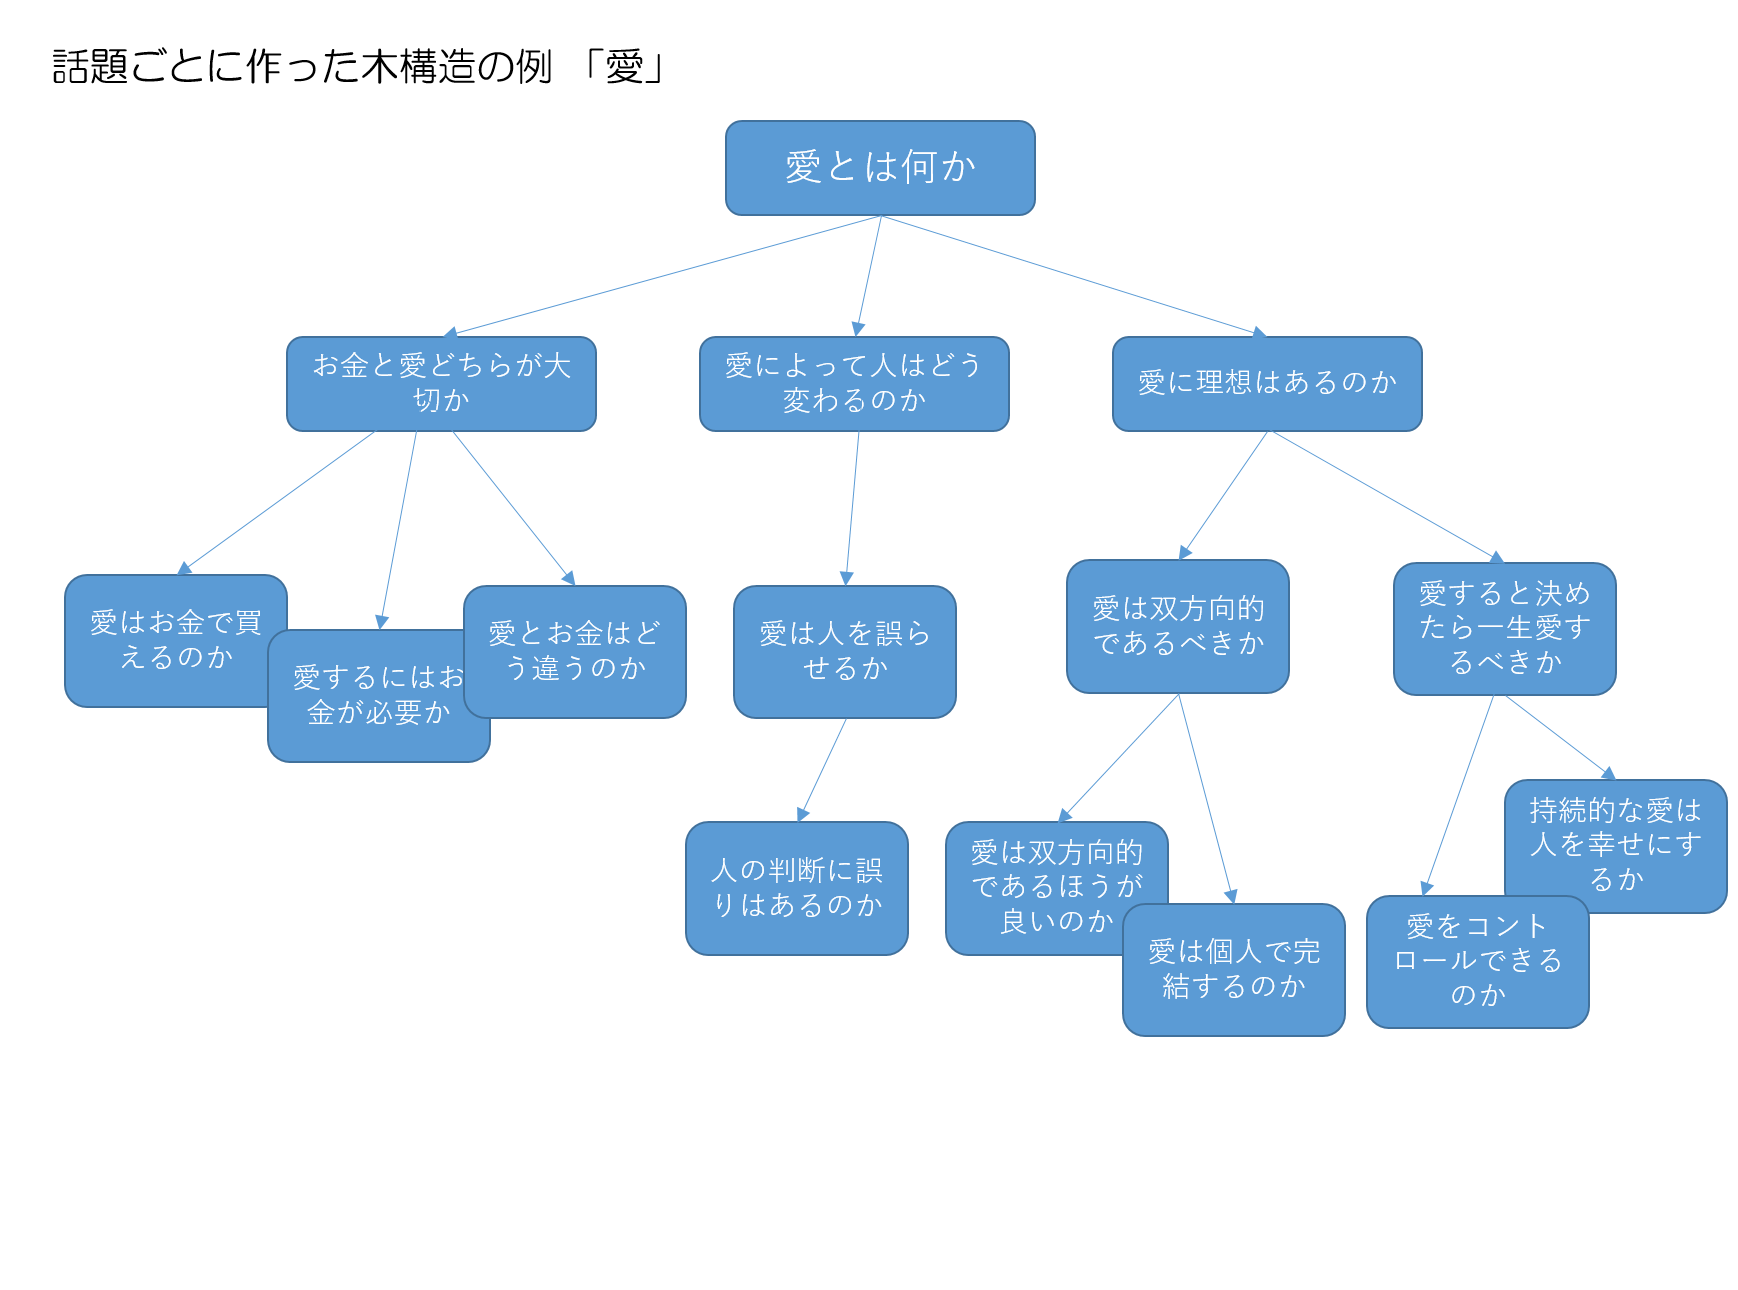 話題ごとに作った木構造の例 「愛」
愛とは何か
お金と愛どちらが大
切か
愛によって人はどう
変わるのか
愛に理想はあるのか
愛はお金で買
えるのか
愛するにはお
金が必要か
愛とお金はど
う違うのか
愛は人を誤ら
せるか
愛は双方向的
であるべきか
愛すると決め
たら一生愛す
るべきか
人の判断に誤
りはあるのか
愛は双方向的
であるほうが
良いのか
愛は個人で完
結するのか
持続的な愛は
人を幸せにす
るか
愛をコント
ロールできる
のか